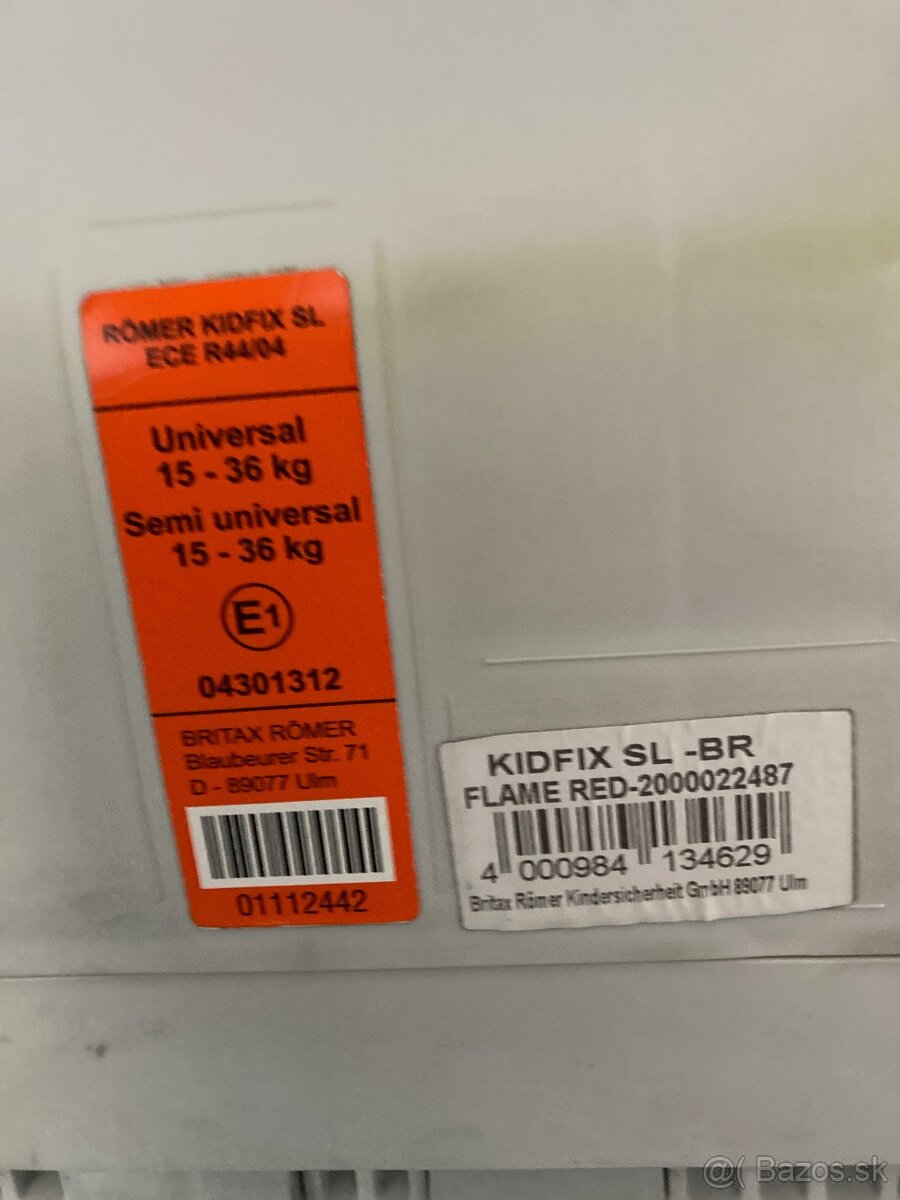 RÖMER KIDFIX SL
ECE R44/04
Universal
15 - 36 kg
Semi universal
15 - 36 kg
E1
04301312
BRITAX RÖMER
Blaubeurer Str. 71
D - 89077 Ulm
01112442
KIDFIX SL -BR
FLAME RED-2000022487
4 000984 134629
Britax Römer Kindersicherheit GmbH 89077 Ulm
@( Bazos.sk